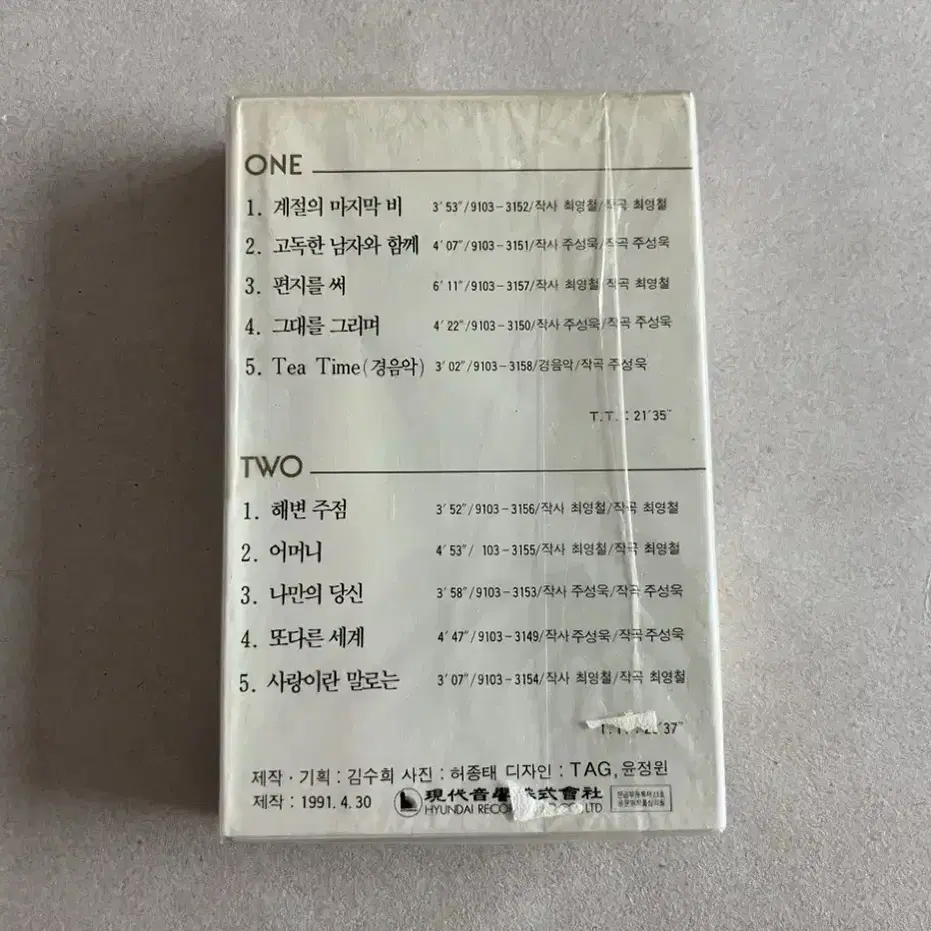 ONE
1. 계절의 마지막 비 3′53″/9103-3152/작사 최영철/작곡 최영철
2. 고독한 남자와 함께 4′07″/9103-3151/작사 주성욱/작곡 주성욱
3. 편지를 써 6′11″/9103-3157/작사 최영철/작곡 최영철
4. 그대를 그리며 4′22″/9103-3150/작사 주성욱/작곡 주성욱
5. Tea Time(경음악) 3′02″/9103-3158/경음악/작곡 주성욱
T.T.: 21′35″
TWO
1. 해변 주점 3′52″/9103-3156/작사 최영철/작곡 최영철
2. 어머니 4′53″/ 103-3155/작사 최영철/작곡 최영철
3. 나만의 당신 3′58″/9103-3153/작사 주성욱/작곡 주성욱
4. 또다른 세계 4′47″/9103-3149/작사 주성욱/작곡 주성욱
5. 사랑이란 말로는 3′07″/9103-3154/작사 최영철/작곡 최영철
37″
제작·기획 : 김수희 사진 : 허종태 디자인 : TAG, 윤정원
제작 : 1991. 4. 30 現代音響株式會社
HYUNDAI CO., LTD